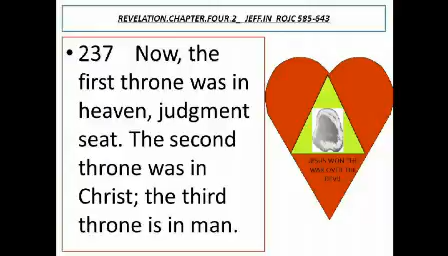 REVELATION.CHAPTER.FOUR.2_ JEFF.IN ROJC 585-643
• 237 Now, the
first throne was in
heaven, judgment
seat. The second
throne was in
Christ; the third
throne is in man.
JESUS WON THE
WAR OVER THE
DEVIL